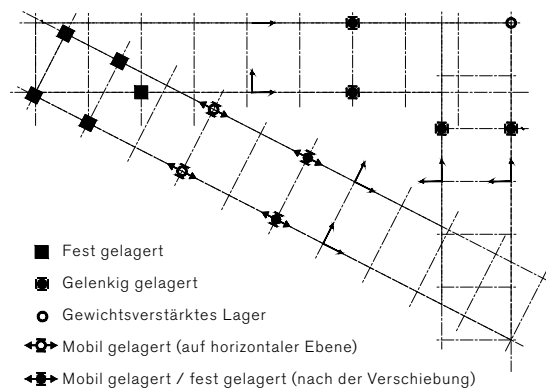 Fest gelagert
Gelenkig gelagert
Gewichtsverstärktes Lager
Mobil gelagert (auf horizontaler Ebene)
Mobil gelagert / fest gelagert (nach der Verschiebung)